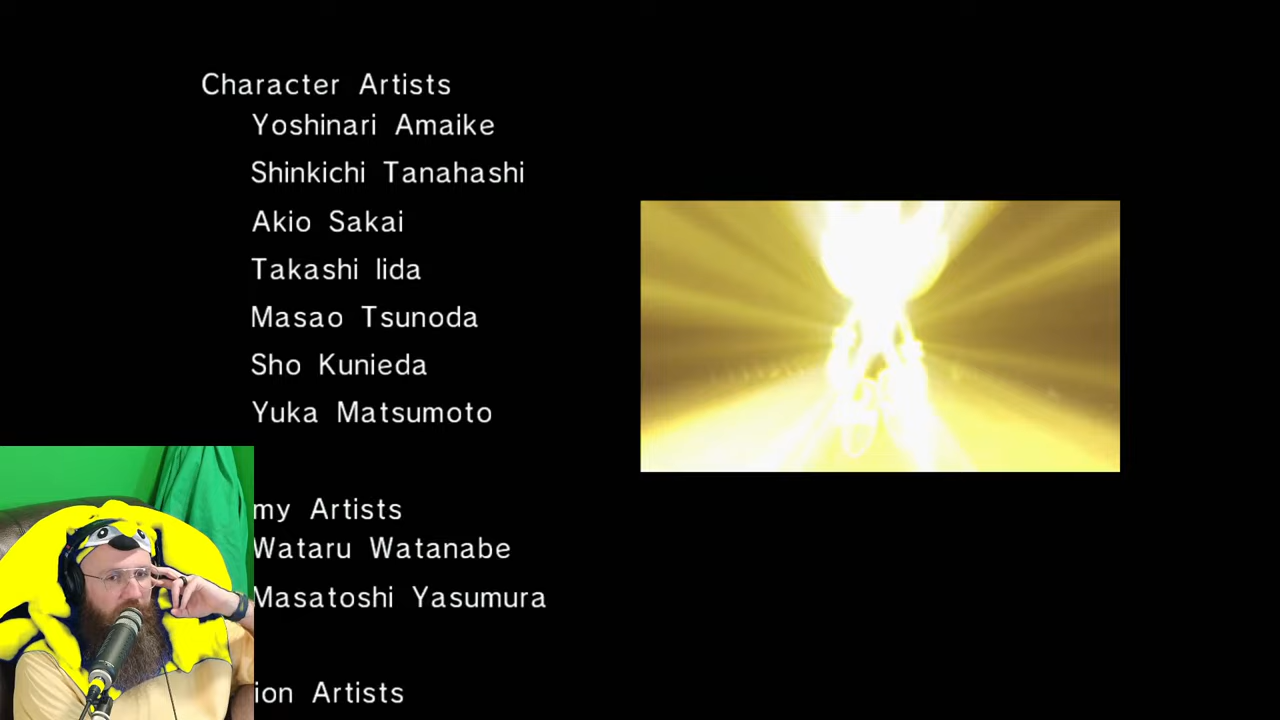 Character Artists
Yoshinari Amaike
Shinkichi Tanahashi
Akio Sakai
Takashi Iida
Masao Tsunoda
Sho Kunieda
Yuka Matsumoto
my Artists
Wataru Watanabe
Masatoshi Yasumura
ion Artists